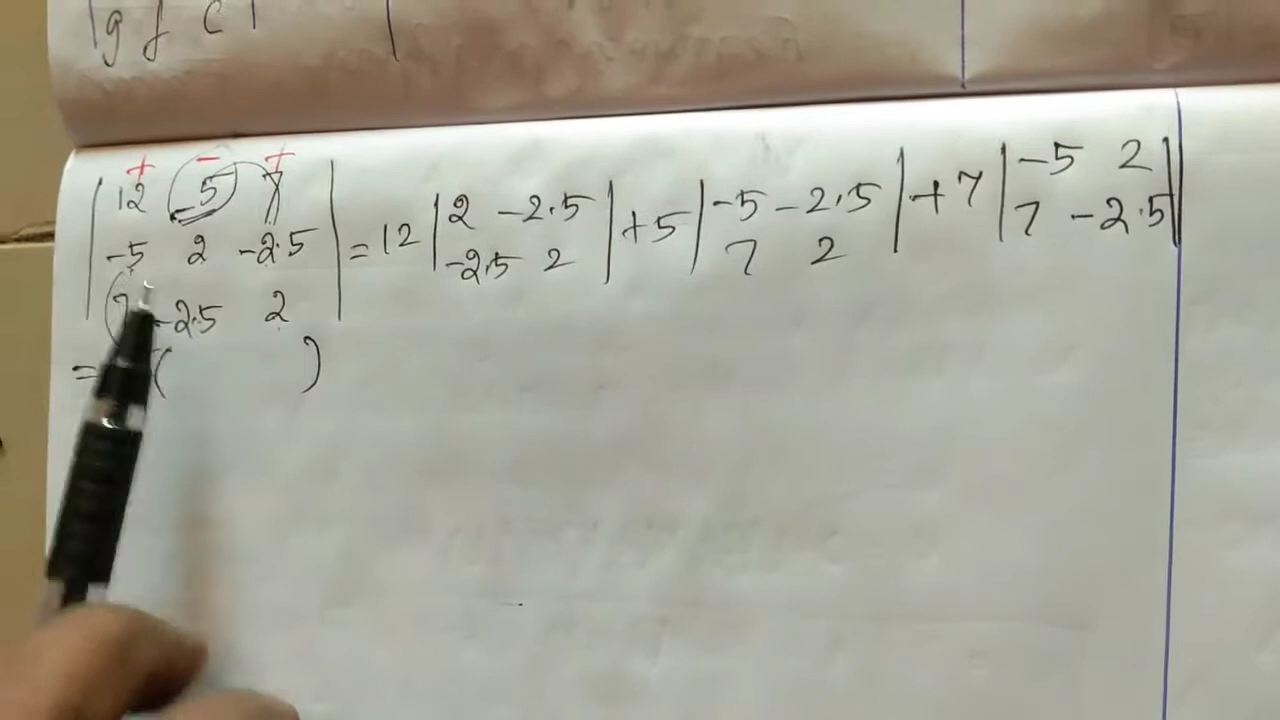 g f c
+ - +
| 12 -5 7 |
| -5 2 -2.5 | = 12 | 2 -2.5 | + 5 | -5 -2.5 | + 7 | -5 2 |
| 7 -2.5 2 | | -2.5 2 | | 7 2 | | 7 -2.5 |
= ( )